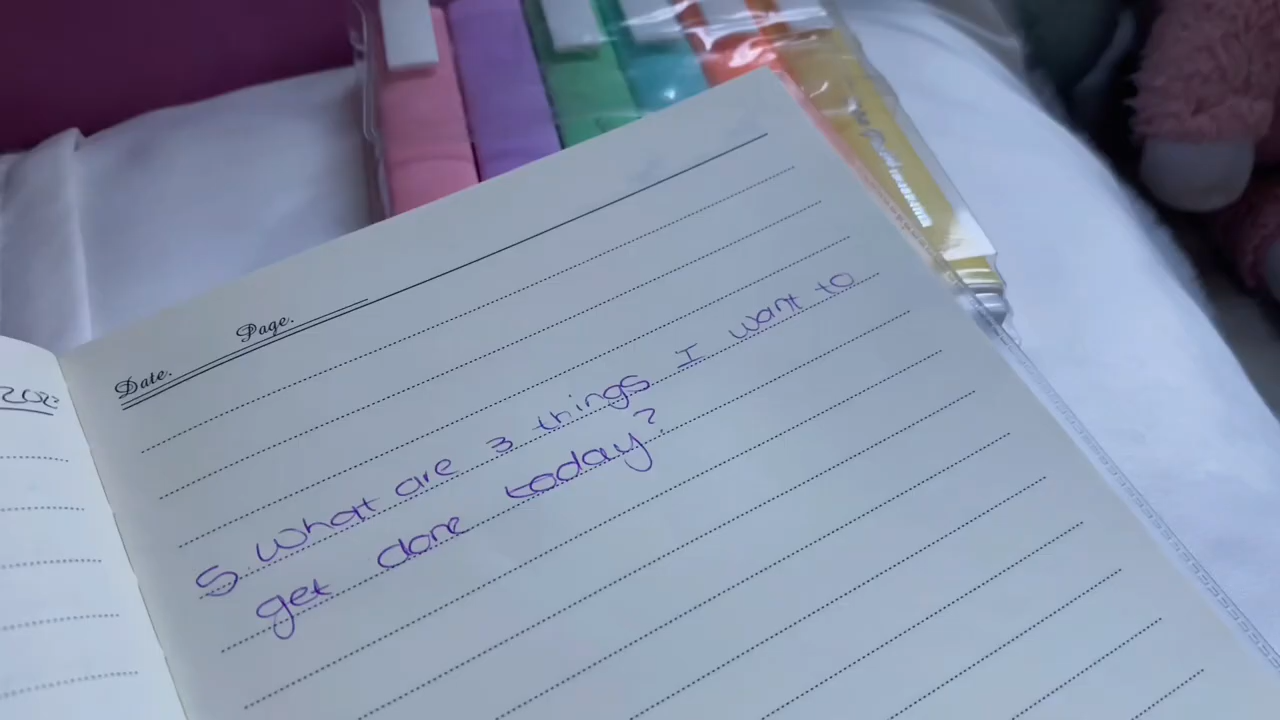 Page.
Date.
5 What are 3 things I want to
get done today?